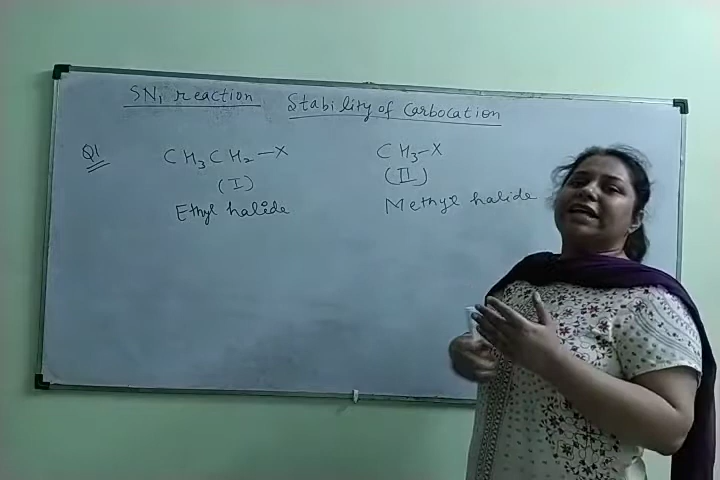 SN₁ reaction Stability of Carbocation
Q1 CH₃CH₂—X CH₃—X
(I) (II)
Ethyl halide Methyl halide